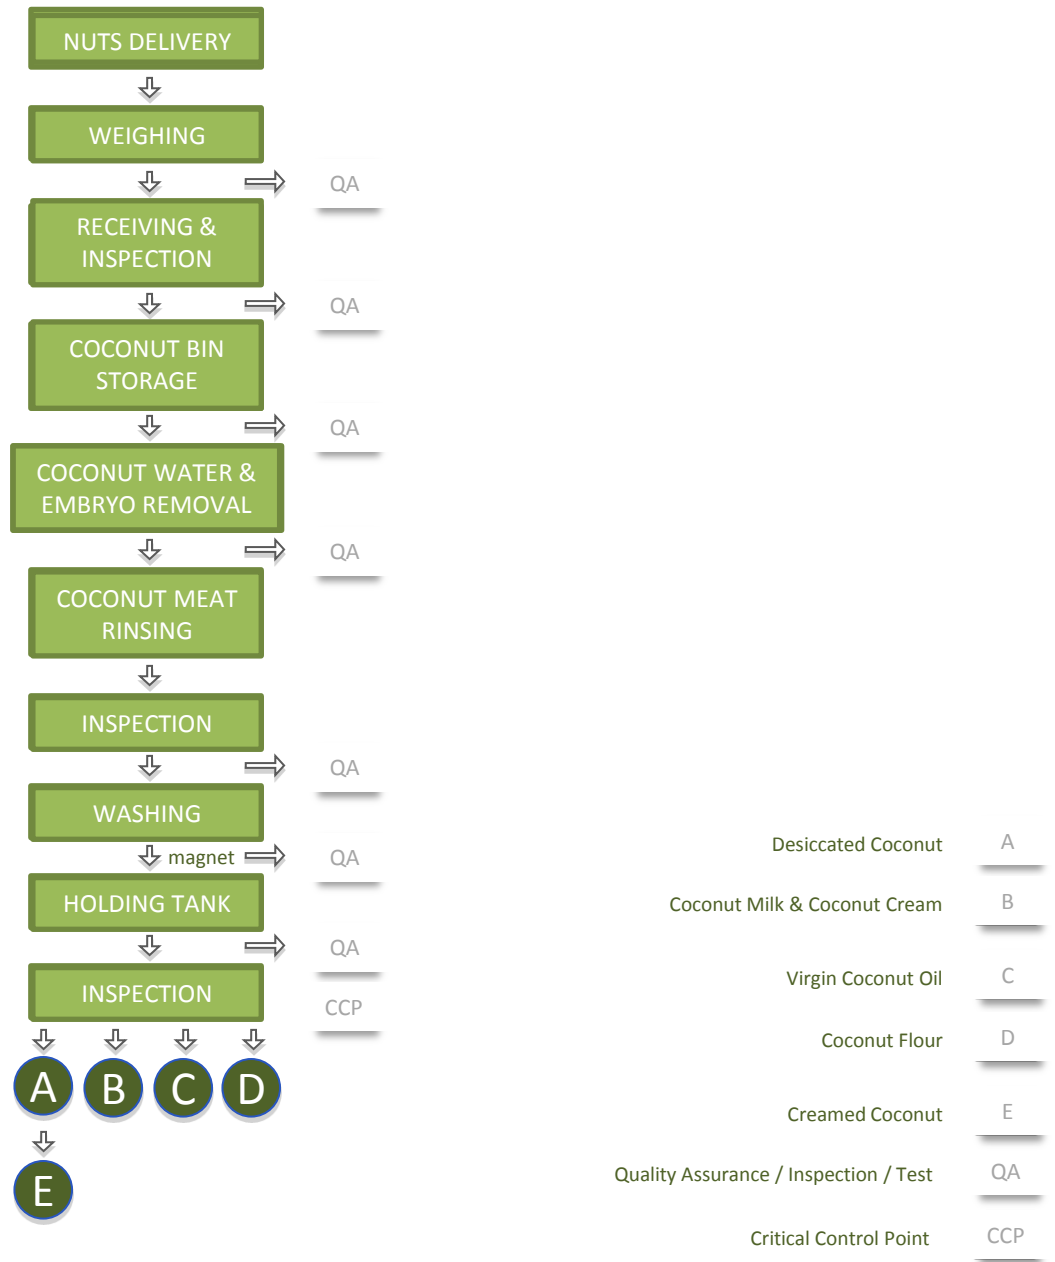 NUTS DELIVERY
WEIGHING
QA
RECEIVING &
INSPECTION
QA
COCONUT BIN
STORAGE
QA
COCONUT WATER &
EMBRYO REMOVAL
QA
COCONUT MEAT
RINSING
INSPECTION
QA
WASHING
magnet
QA
HOLDING TANK
QA
INSPECTION
CCP
A B C D
E
Desiccated Coconut A
Coconut Milk & Coconut Cream B
Virgin Coconut Oil C
Coconut Flour D
Creamed Coconut E
Quality Assurance / Inspection / Test QA
Critical Control Point CCP